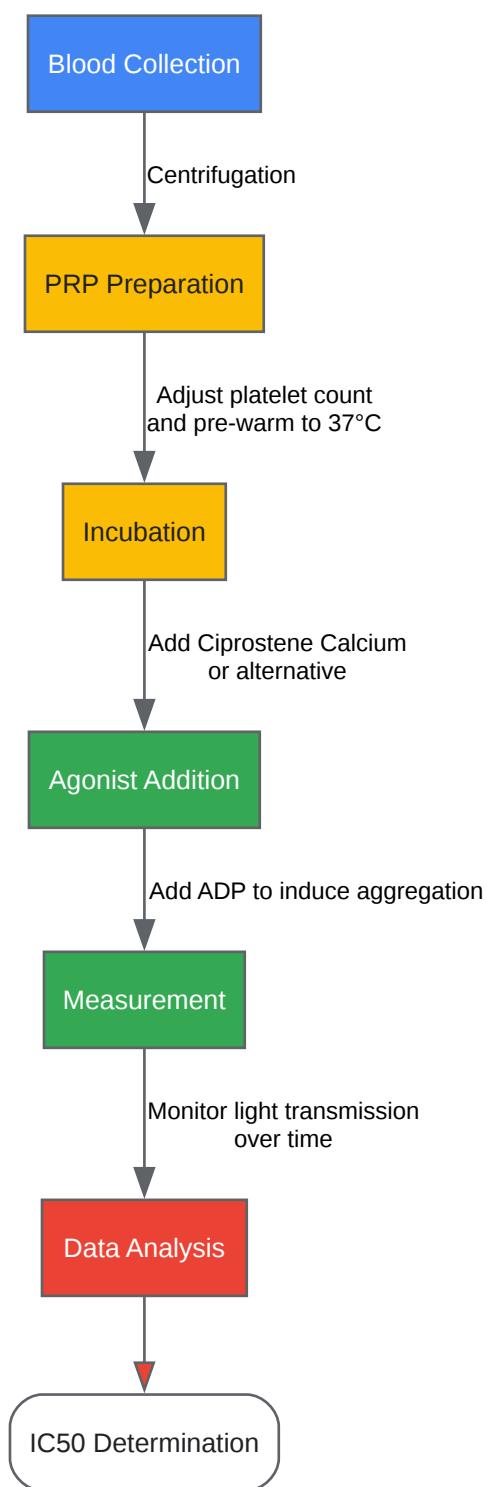 Blood Collection
Centrifugation
PRP Preparation
Adjust platelet count
and pre-warm to 37°C
Incubation
Add Ciprostene Calcium
or alternative
Agonist Addition
Add ADP to induce aggregation
Measurement
Monitor light transmission
over time
Data Analysis
IC50 Determination